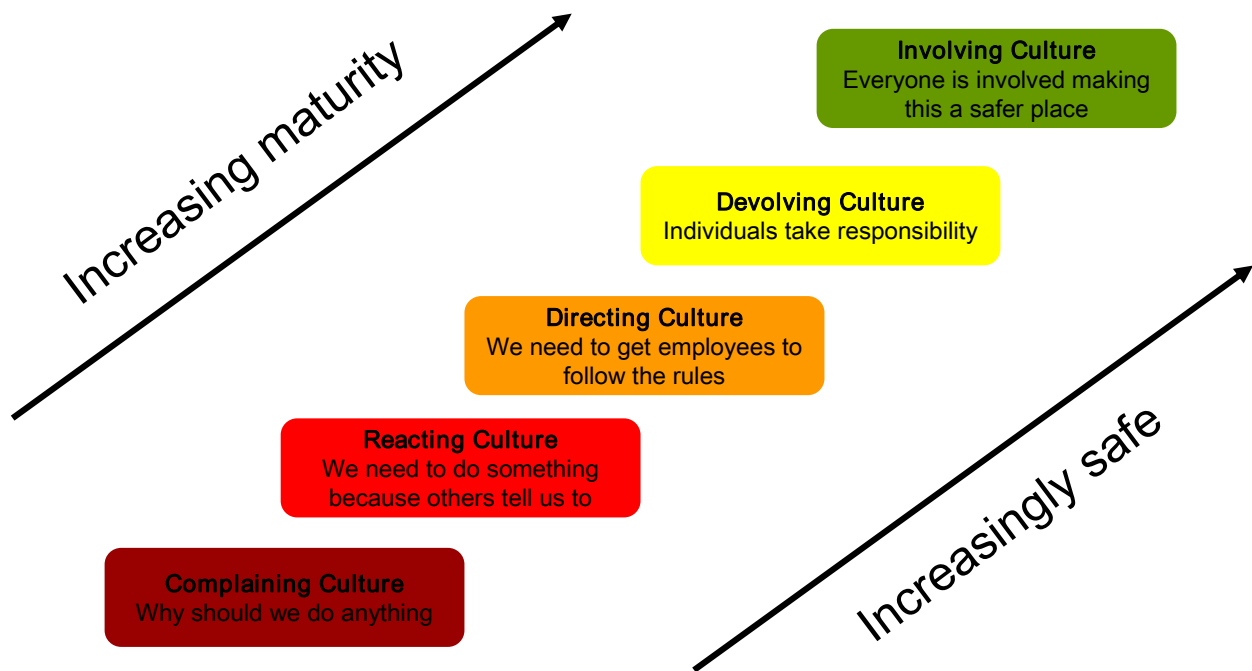 Increasing maturity
Involving Culture
Everyone is involved making
this a safer place
Devolving Culture
Individuals take responsibility
Directing Culture
We need to get employees to
follow the rules
Reacting Culture
We need to do something
because others tell us to
Complaining Culture
Why should we do anything
Increasingly safe